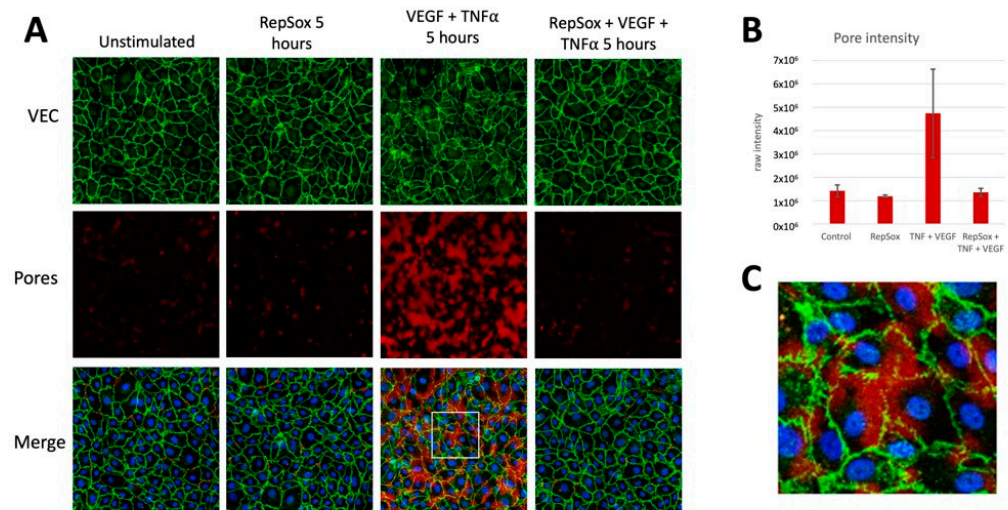 A
Unstimulated
RepSox 5
hours
VEGF + TNFα
5 hours
RepSox + VEGF +
TNFα 5 hours
VEC
Pores
Merge
B
Pore intensity
raw intensity
7x10⁶
6x10⁶
5x10⁶
4x10⁶
3x10⁶
2x10⁶
1x10⁶
0x10⁶
Control
RepSox
TNF + VEGF
RepSox +
TNF + VEGF
C